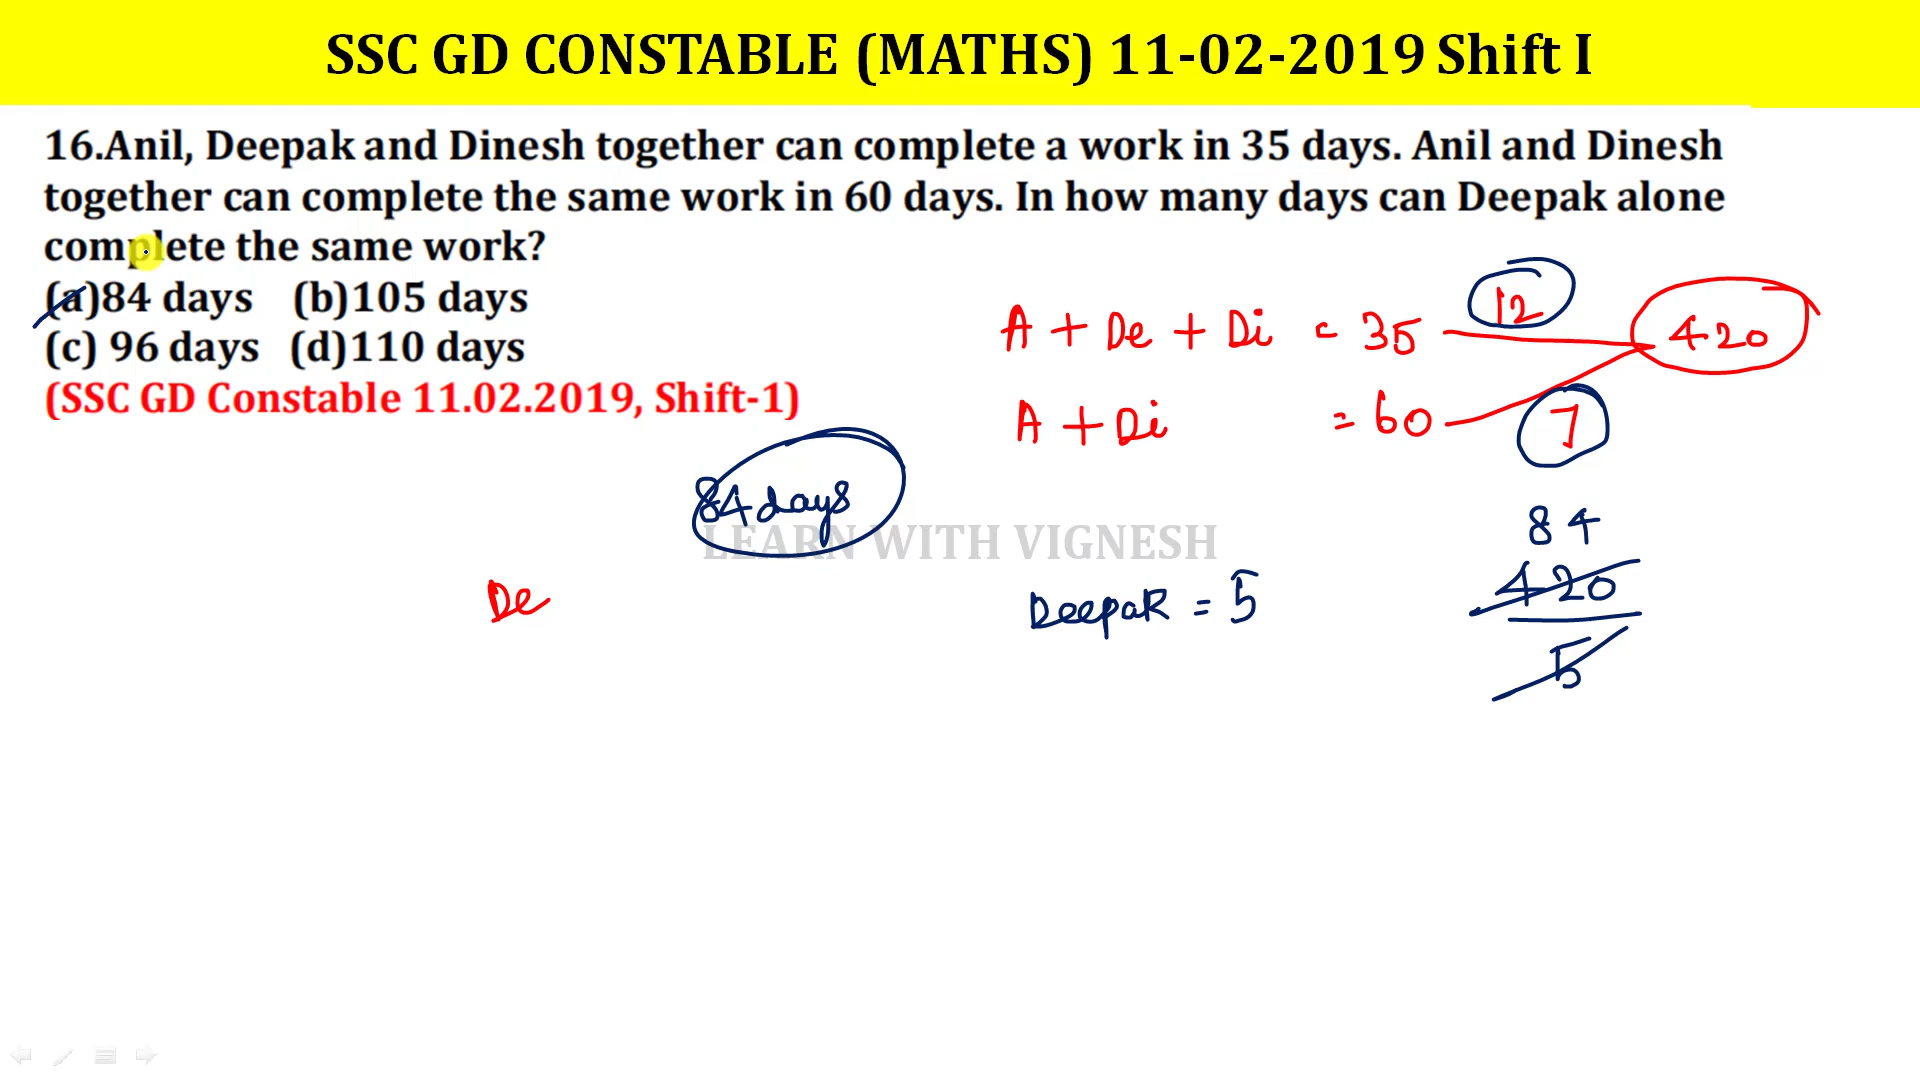 SSC GD CONSTABLE (MATHS) 11-02-2019 Shift I
16.Anil, Deepak and Dinesh together can complete a work in 35 days. Anil and Dinesh
together can complete the same work in 60 days. In how many days can Deepak alone
complete the same work?
(a)84 days (b)105 days
(c) 96 days (d)110 days
(SSC GD Constable 11.02.2019, Shift-1)
A + De + Di = 35 12 420
A + Di = 60 7
84 days
LEARN WITH VIGNESH
De
Deepak = 5
84
420
5